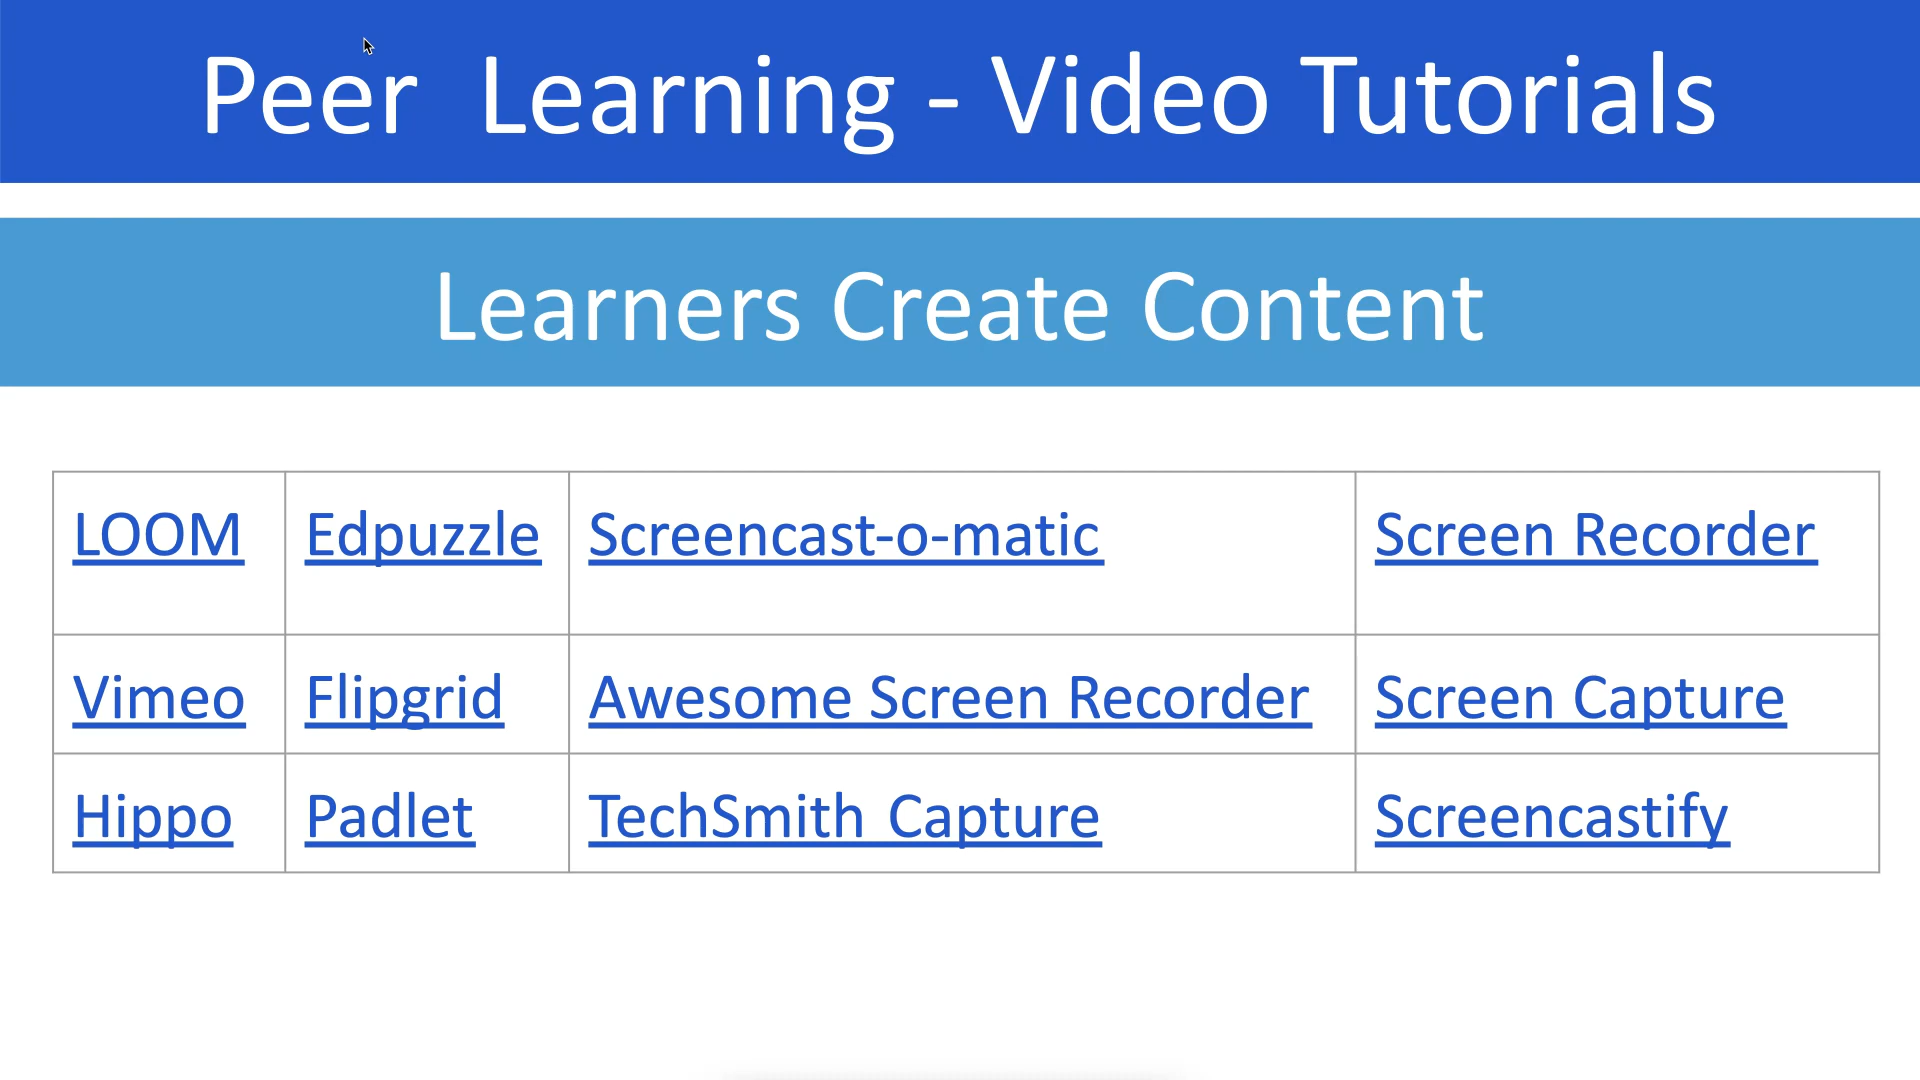 Peer Learning - Video Tutorials
Learners Create Content
LOOM Edpuzzle Screencast-o-matic Screen Recorder
Vimeo Flipgrid Awesome Screen Recorder Screen Capture
Hippo Padlet TechSmith Capture Screencastify